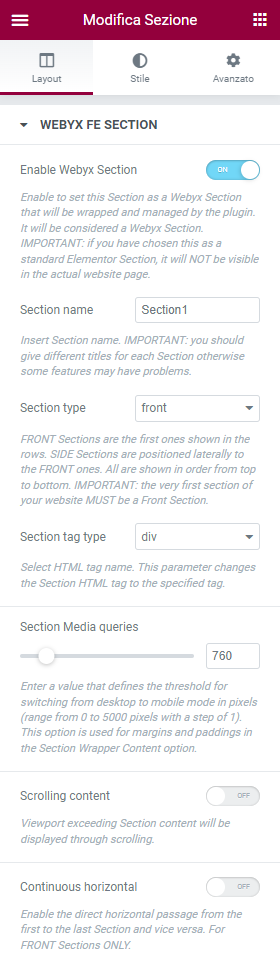 Modifica Sezione
Layout
Stile
Avanzato
WEBYX FE SECTION
Enable Webyx Section
ON
Enable to set this Section as a Webyx Section
that will be wrapped and managed by the plugin.
It will be considered a Webyx Section.
IMPORTANT: if you have chosen this as a
standard Elementor Section, it will NOT be visible
in the actual website page.
Section name
Section1
Insert Section name. IMPORTANT: you should
give different titles for each Section otherwise
some features may have problems.
Section type
front
FRONT Sections are the first ones shown in the
rows. SIDE Sections are positioned laterally to
the FRONT ones. All are shown in order from top
to bottom. IMPORTANT: the very first section of
your website MUST be a Front Section.
Section tag type
div
Select HTML tag name. This parameter changes
the Section HTML tag to the specified tag.
Section Media queries
760
Enter a value that defines the threshold for
switching from desktop to mobile mode in pixels
(range from 0 to 5000 pixels with a step of 1).
This option is used for margins and paddings in
the Section Wrapper Content option.
Scrolling content
OFF
Viewport exceeding Section content will be
displayed through scrolling.
Continuous horizontal
OFF
Enable the direct horizontal passage from the
first to the last Section and vice versa. For
FRONT Sections ONLY.